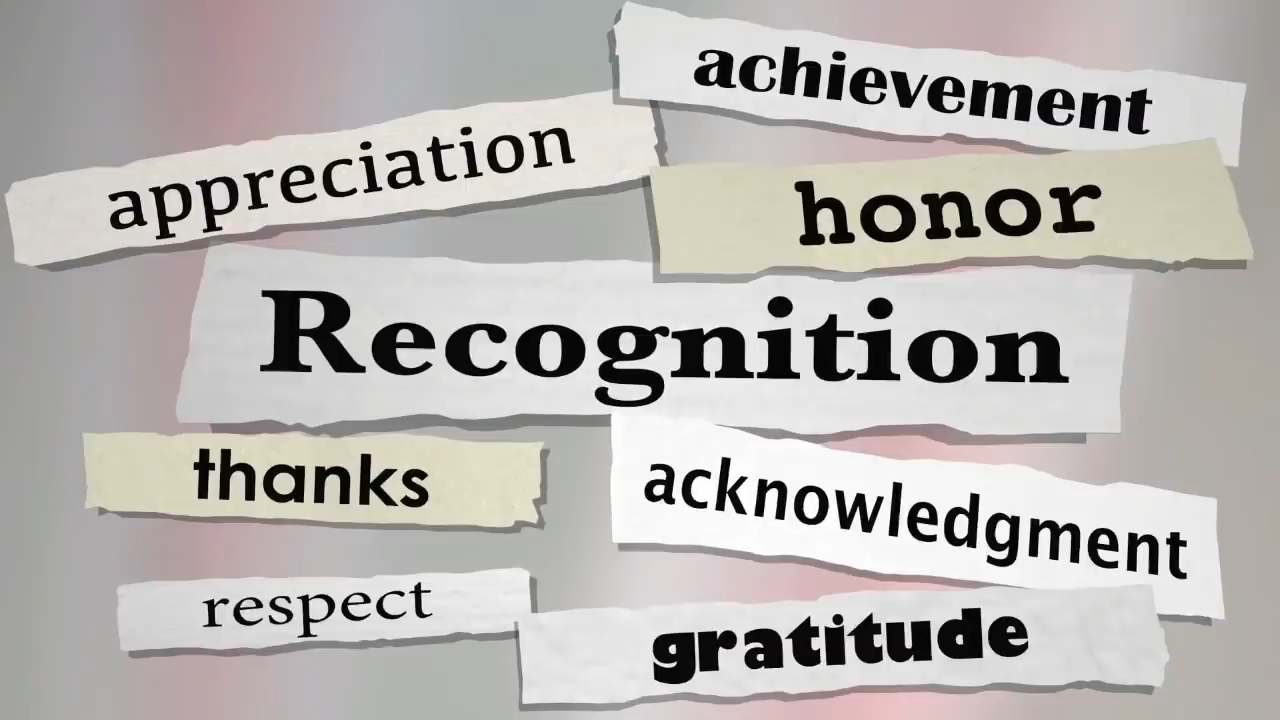 achievement
appreciation
honor
Recognition
thanks
acknowledgment
respect
gratitude